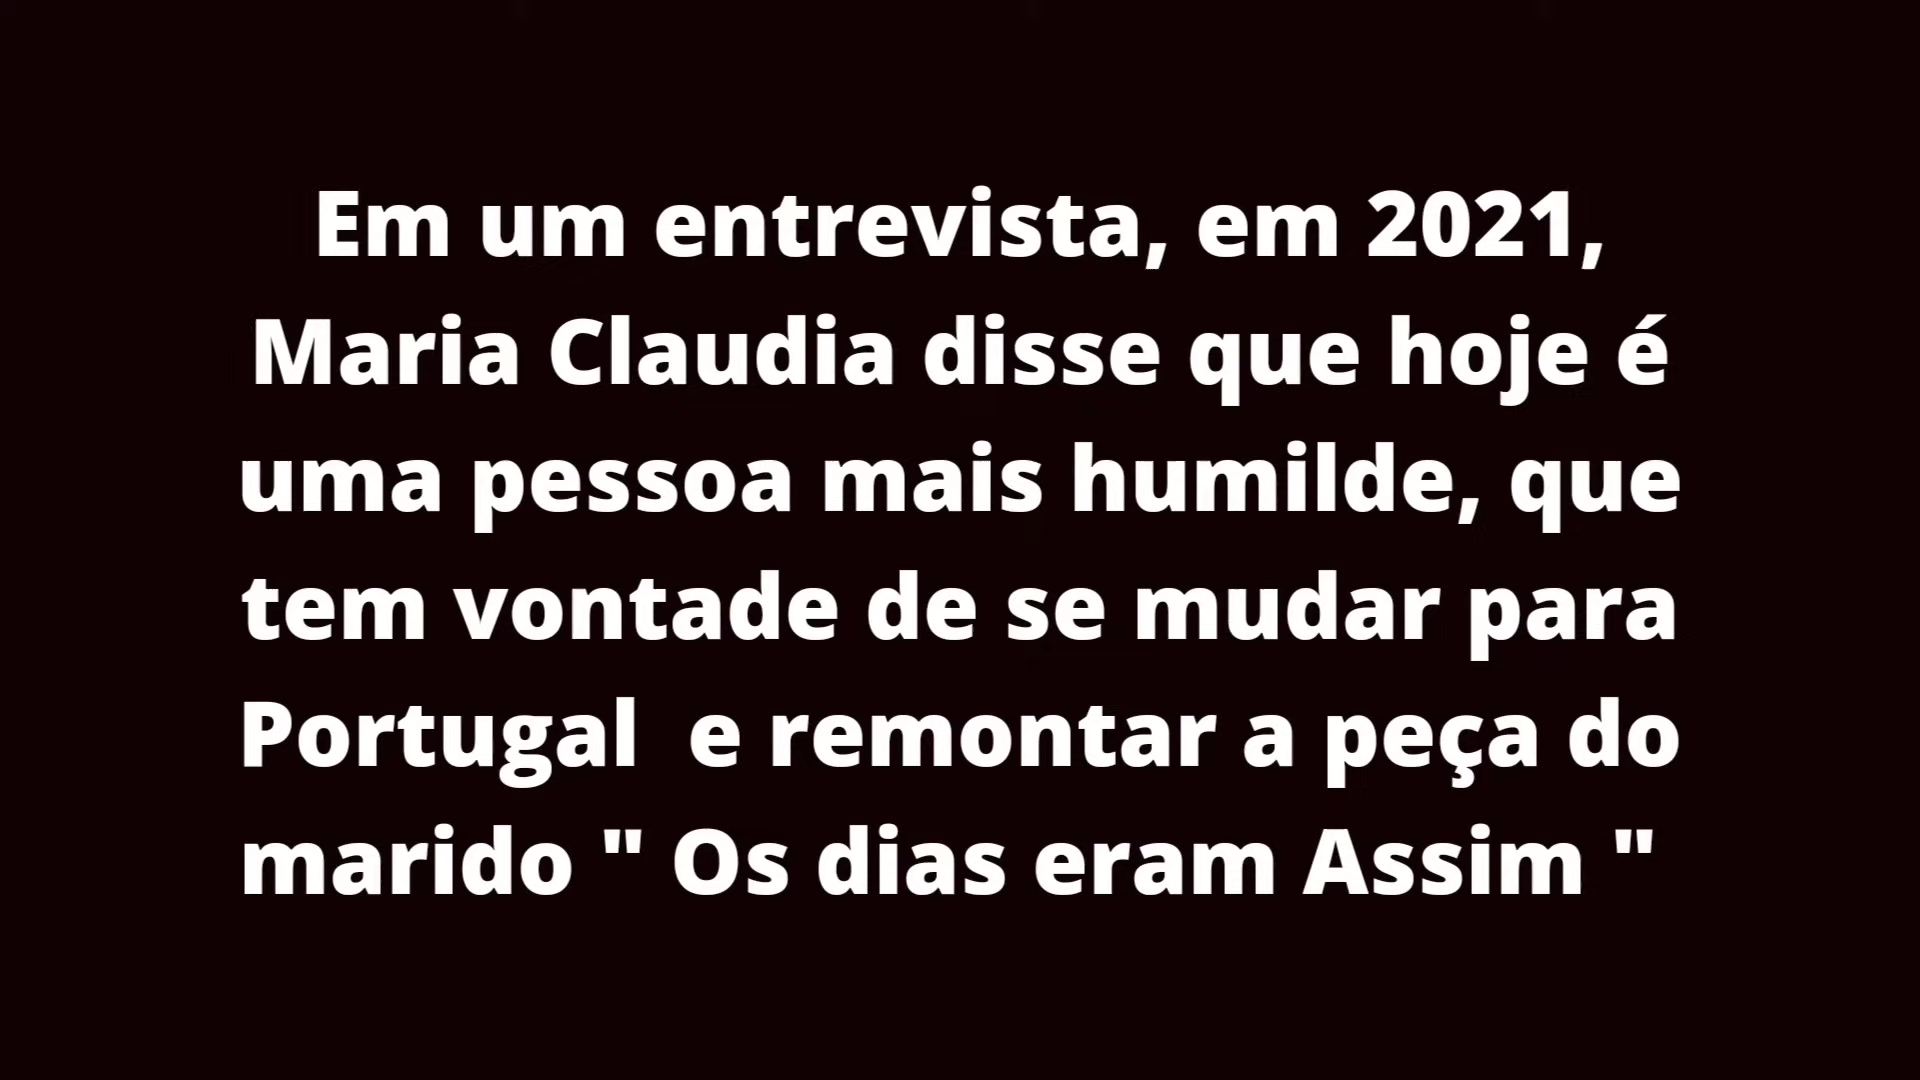 Em um entrevista, em 2021,
Maria Claudia disse que hoje é
uma pessoa mais humilde, que
tem vontade de se mudar para
Portugal  e remontar a peça do
marido " Os dias eram Assim "